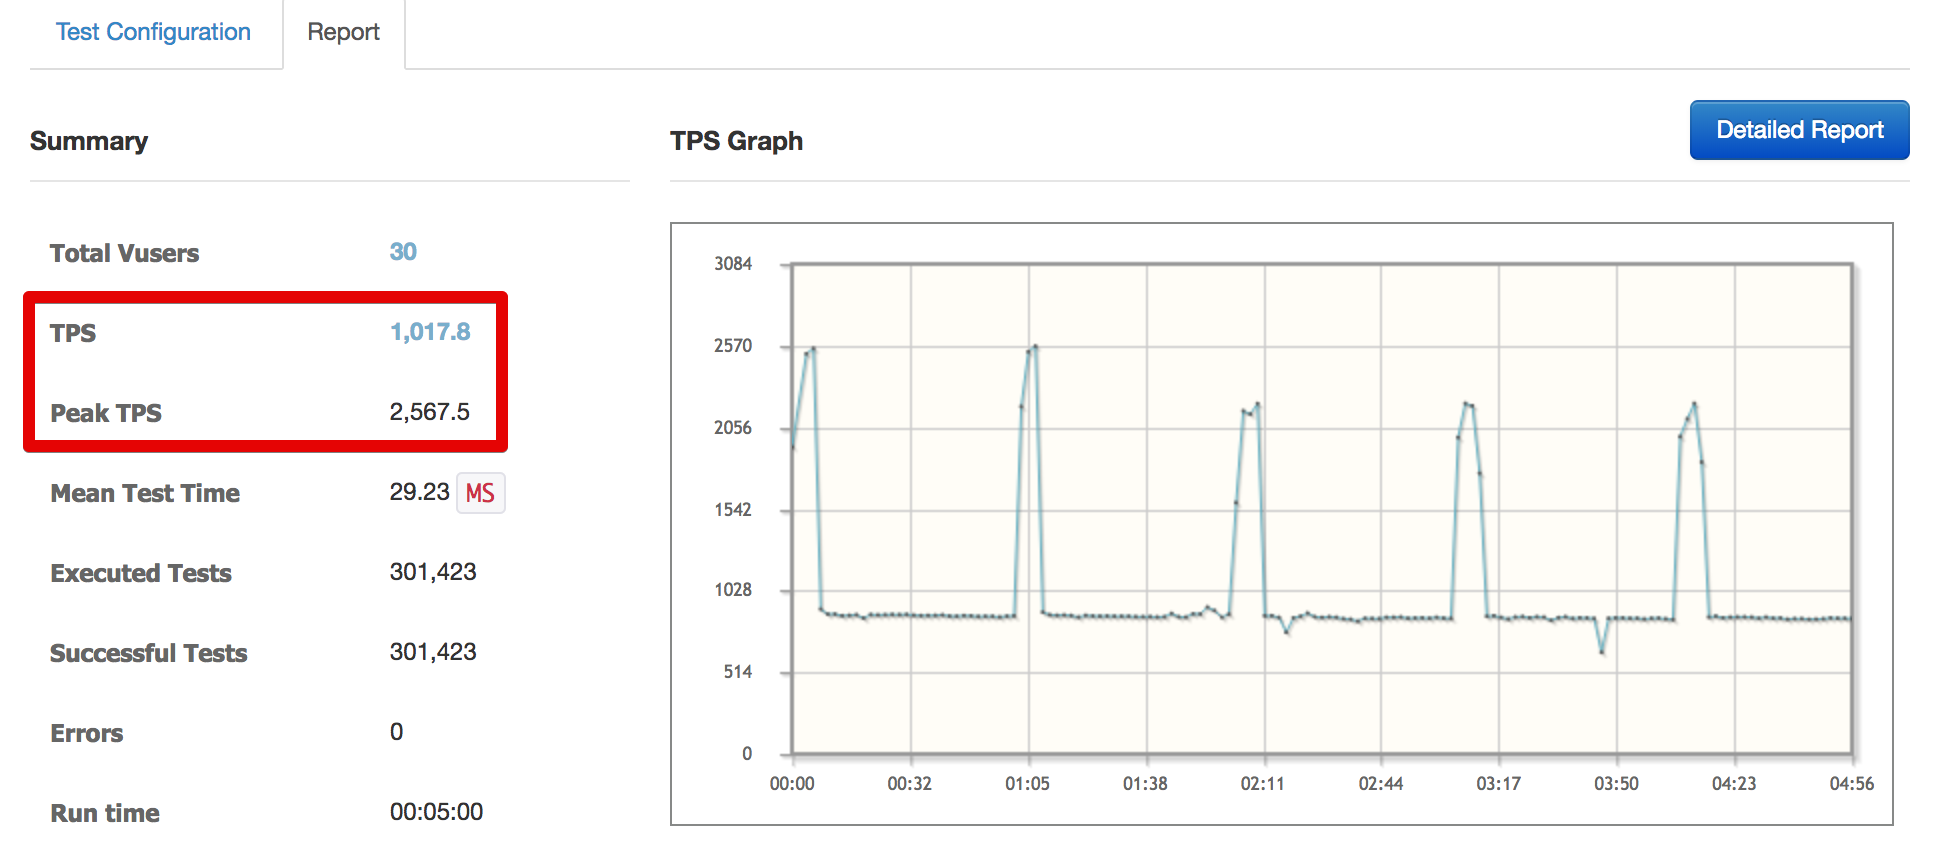 Test Configuration
Report
Summary
Total Vusers 30
TPS 1,017.8
Peak TPS 2,567.5
Mean Test Time 29.23 MS
Executed Tests 301,423
Successful Tests 301,423
Errors 0
Run time 00:05:00
TPS Graph
Detailed Report
3084
2570
2056
1542
1028
514
0
00:00 00:32 01:05 01:38 02:11 02:44 03:17 03:50 04:23 04:56